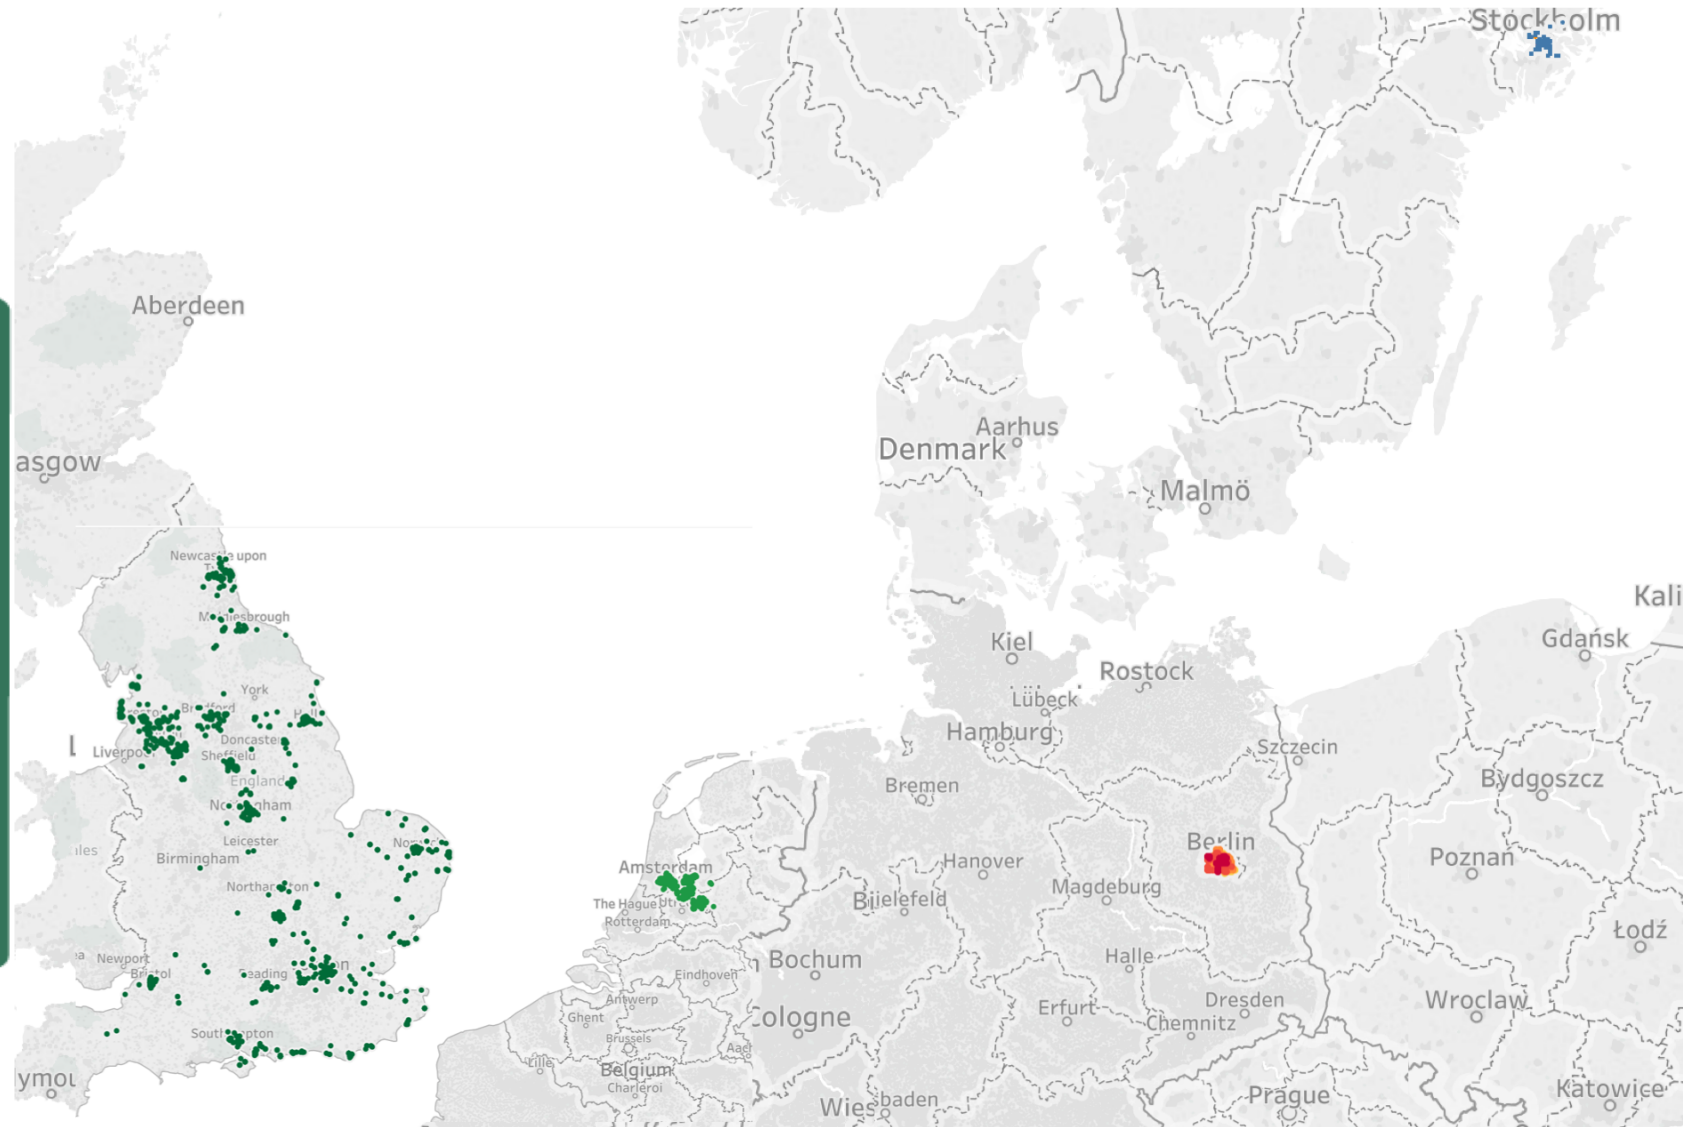 Stockholm
Aberdeen
Aarhus
Denmark
asgow
Malmö
Newcastle upon
Kali
Middlesbrough
Kiel
Gdańsk
Rostock
York
Lübeck
Bradford
Hamburg
Doncaster
Liverpool
Sheffield
Szczecin
England
Bremen
Bydgoszcz
Nottingham
Leicester
Berlin
ales
Birmingham
Amsterdam
Hanover
Poznan
Northampton
Magdeburg
The Hague
Bielefeld
Rotterdam
Łodź
Newport
London
Bochum
Halle
Bristol
Reading
Eindhoven
Antwerp
Dresden
Wroclaw
Ghent
Cologne
Erfurt
Chemnitz
Southampton
Brussels
Lille
Belgium
ymou
Charleroi
Prague
Katowice
Wiesbaden